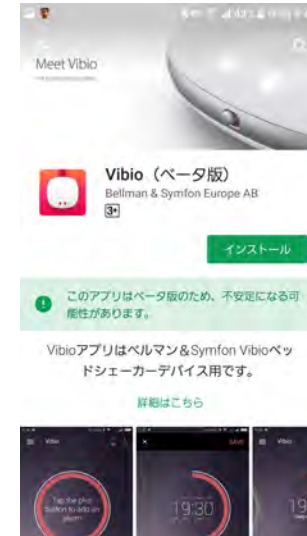 Meet Vibio
Vibio（ベータ版）
Bellman & Symfon Europe AB
3+
インストール
このアプリはベータ版のため、不安定になる可
能性があります。
Vibioアプリはベルマン＆Symfon Vibioベッ
ドシェーカーデバイス用です。
詳細はこちら
Vibio
SAVE
Vibio
Tap the plus
button to add an
alarm
19:30
19